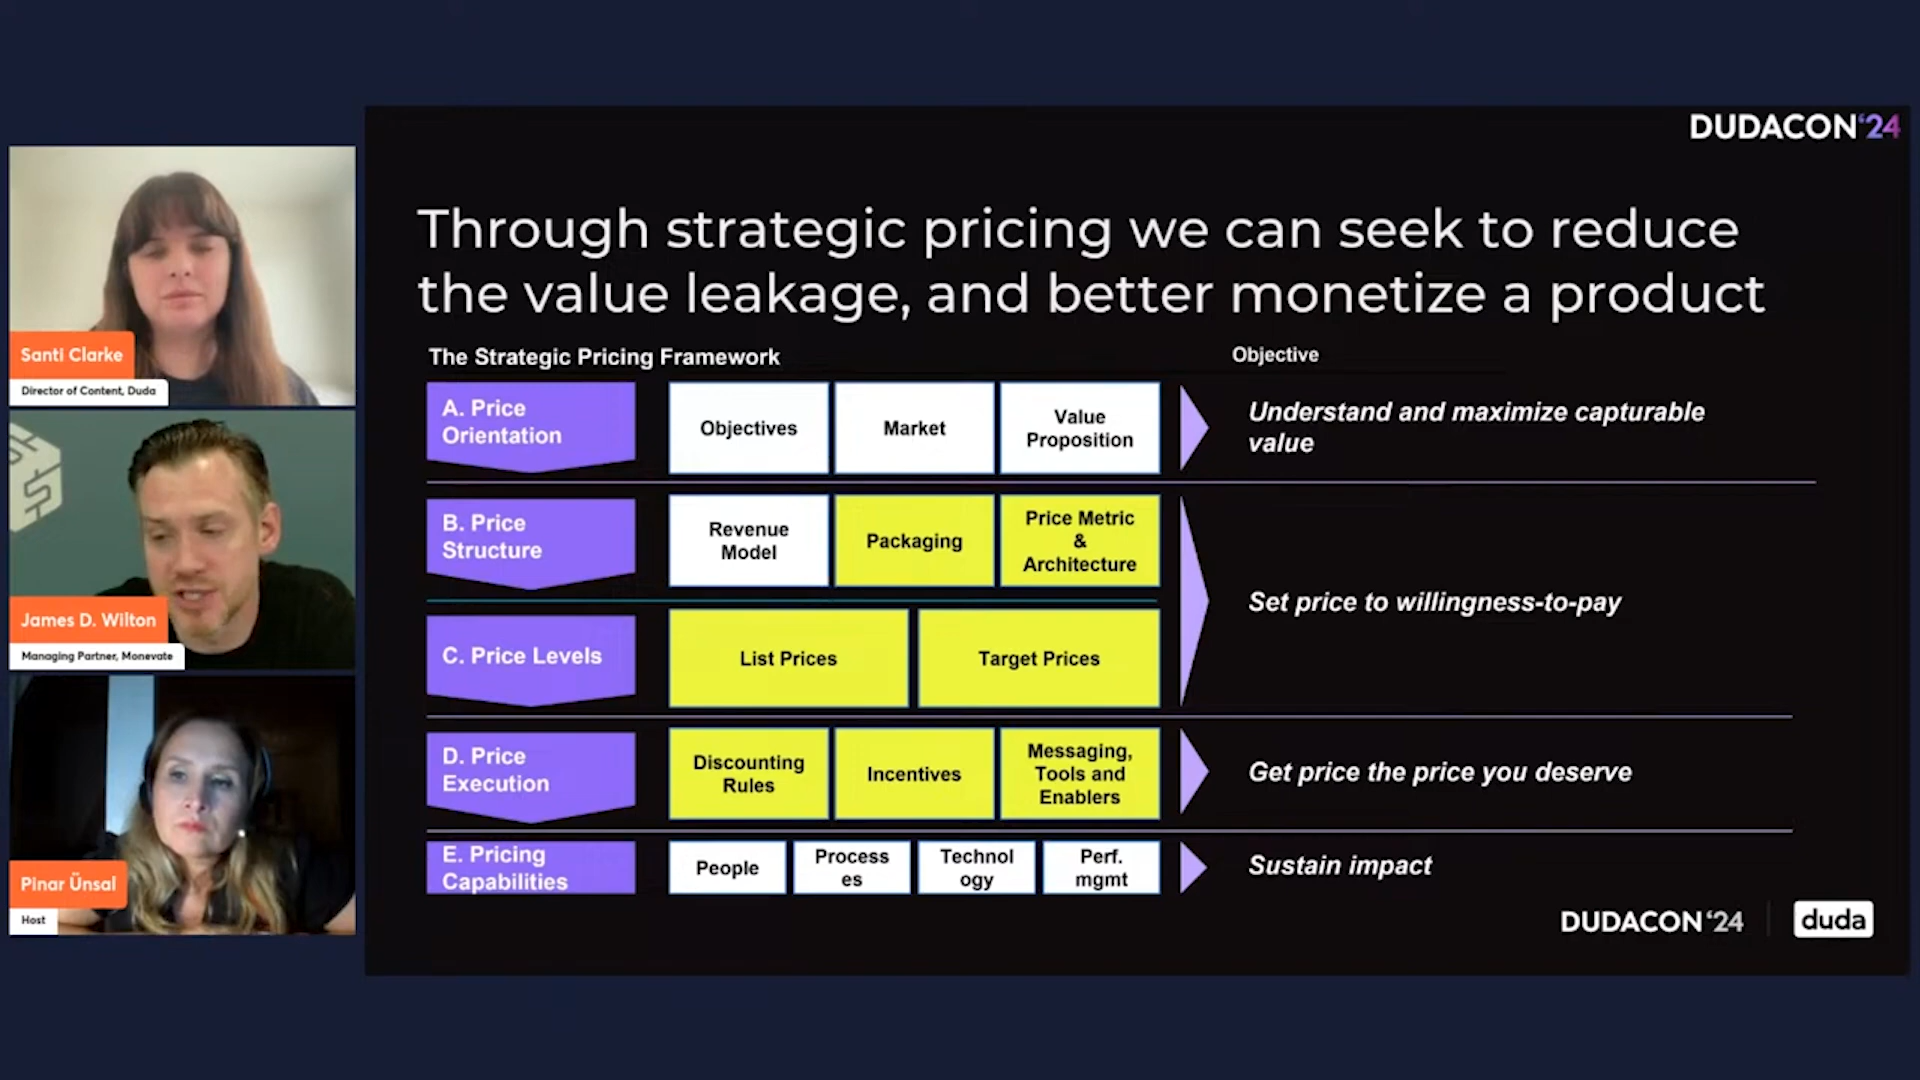 DUDACON‘24
Through strategic pricing we can seek to reduce
the value leakage, and better monetize a product
The Strategic Pricing Framework
Objective
A. Price
Orientation
Objectives
Market
Value
Proposition
Understand and maximize capturable
value
B. Price
Structure
Revenue
Model
Packaging
Price Metric
&
Architecture
Set price to willingness-to-pay
C. Price Levels
List Prices
Target Prices
D. Price
Execution
Discounting
Rules
Incentives
Messaging,
Tools and
Enablers
Get price the price you deserve
E. Pricing
Capabilities
People
Process
es
Technol
ogy
Perf.
mgmt
Sustain impact
DUDACON‘24
duda
Santi Clarke
Director of Content, Duda
James D. Wilton
Managing Partner, Monevate
Pinar Ünsal
Host